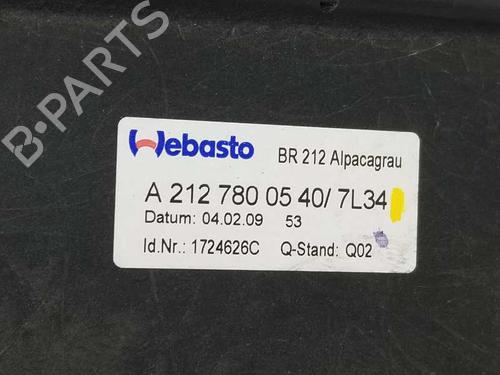 B-PARTS
Webasto BR 212 Alpacagrau
A 212 780 05 40/ 7L34
Datum: 04.02.09 53
Id.Nr.: 1724626C Q-Stand: Q02